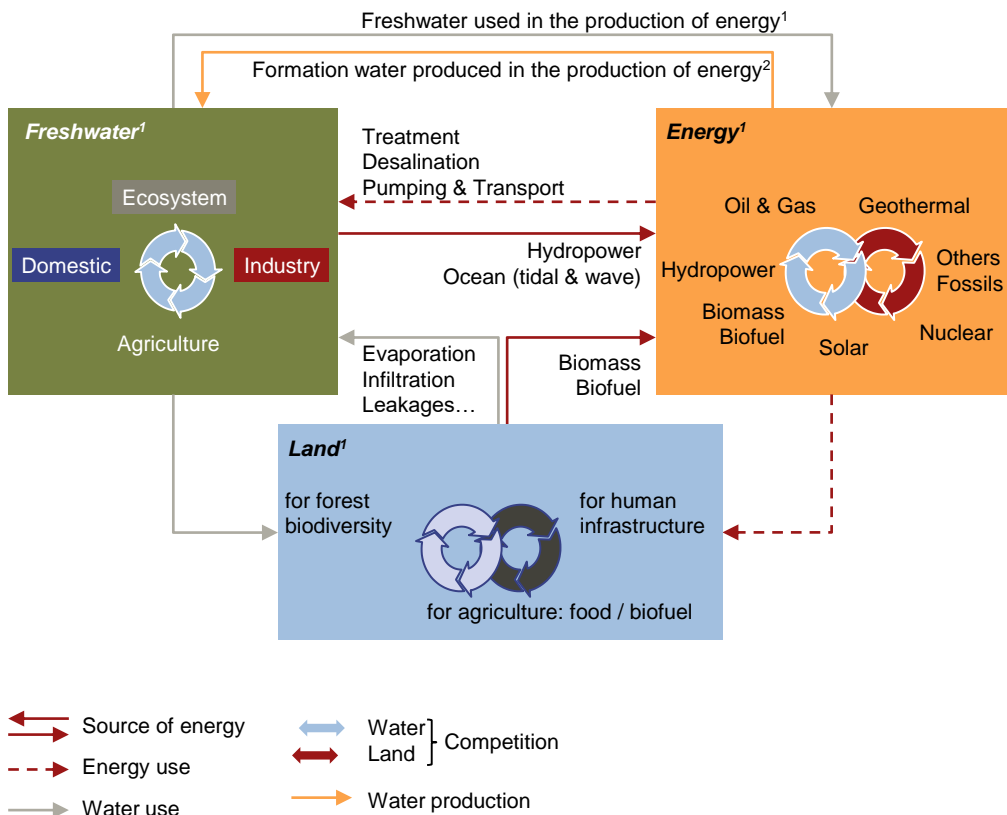 Freshwater used in the production of energy¹
Formation water produced in the production of energy²
Freshwater¹
Ecosystem
Domestic
Industry
Agriculture
Treatment
Desalination
Pumping & Transport
Hydropower
Ocean (tidal & wave)
Energy¹
Oil & Gas
Geothermal
Hydropower
Others
Fossils
Biomass
Biofuel
Solar
Nuclear
Evaporation
Infiltration
Leakages…
Biomass
Biofuel
Land¹
for forest
biodiversity
for human
infrastructure
for agriculture: food / biofuel
Source of energy
Energy use
Water use
Water
Land
Competition
Water production